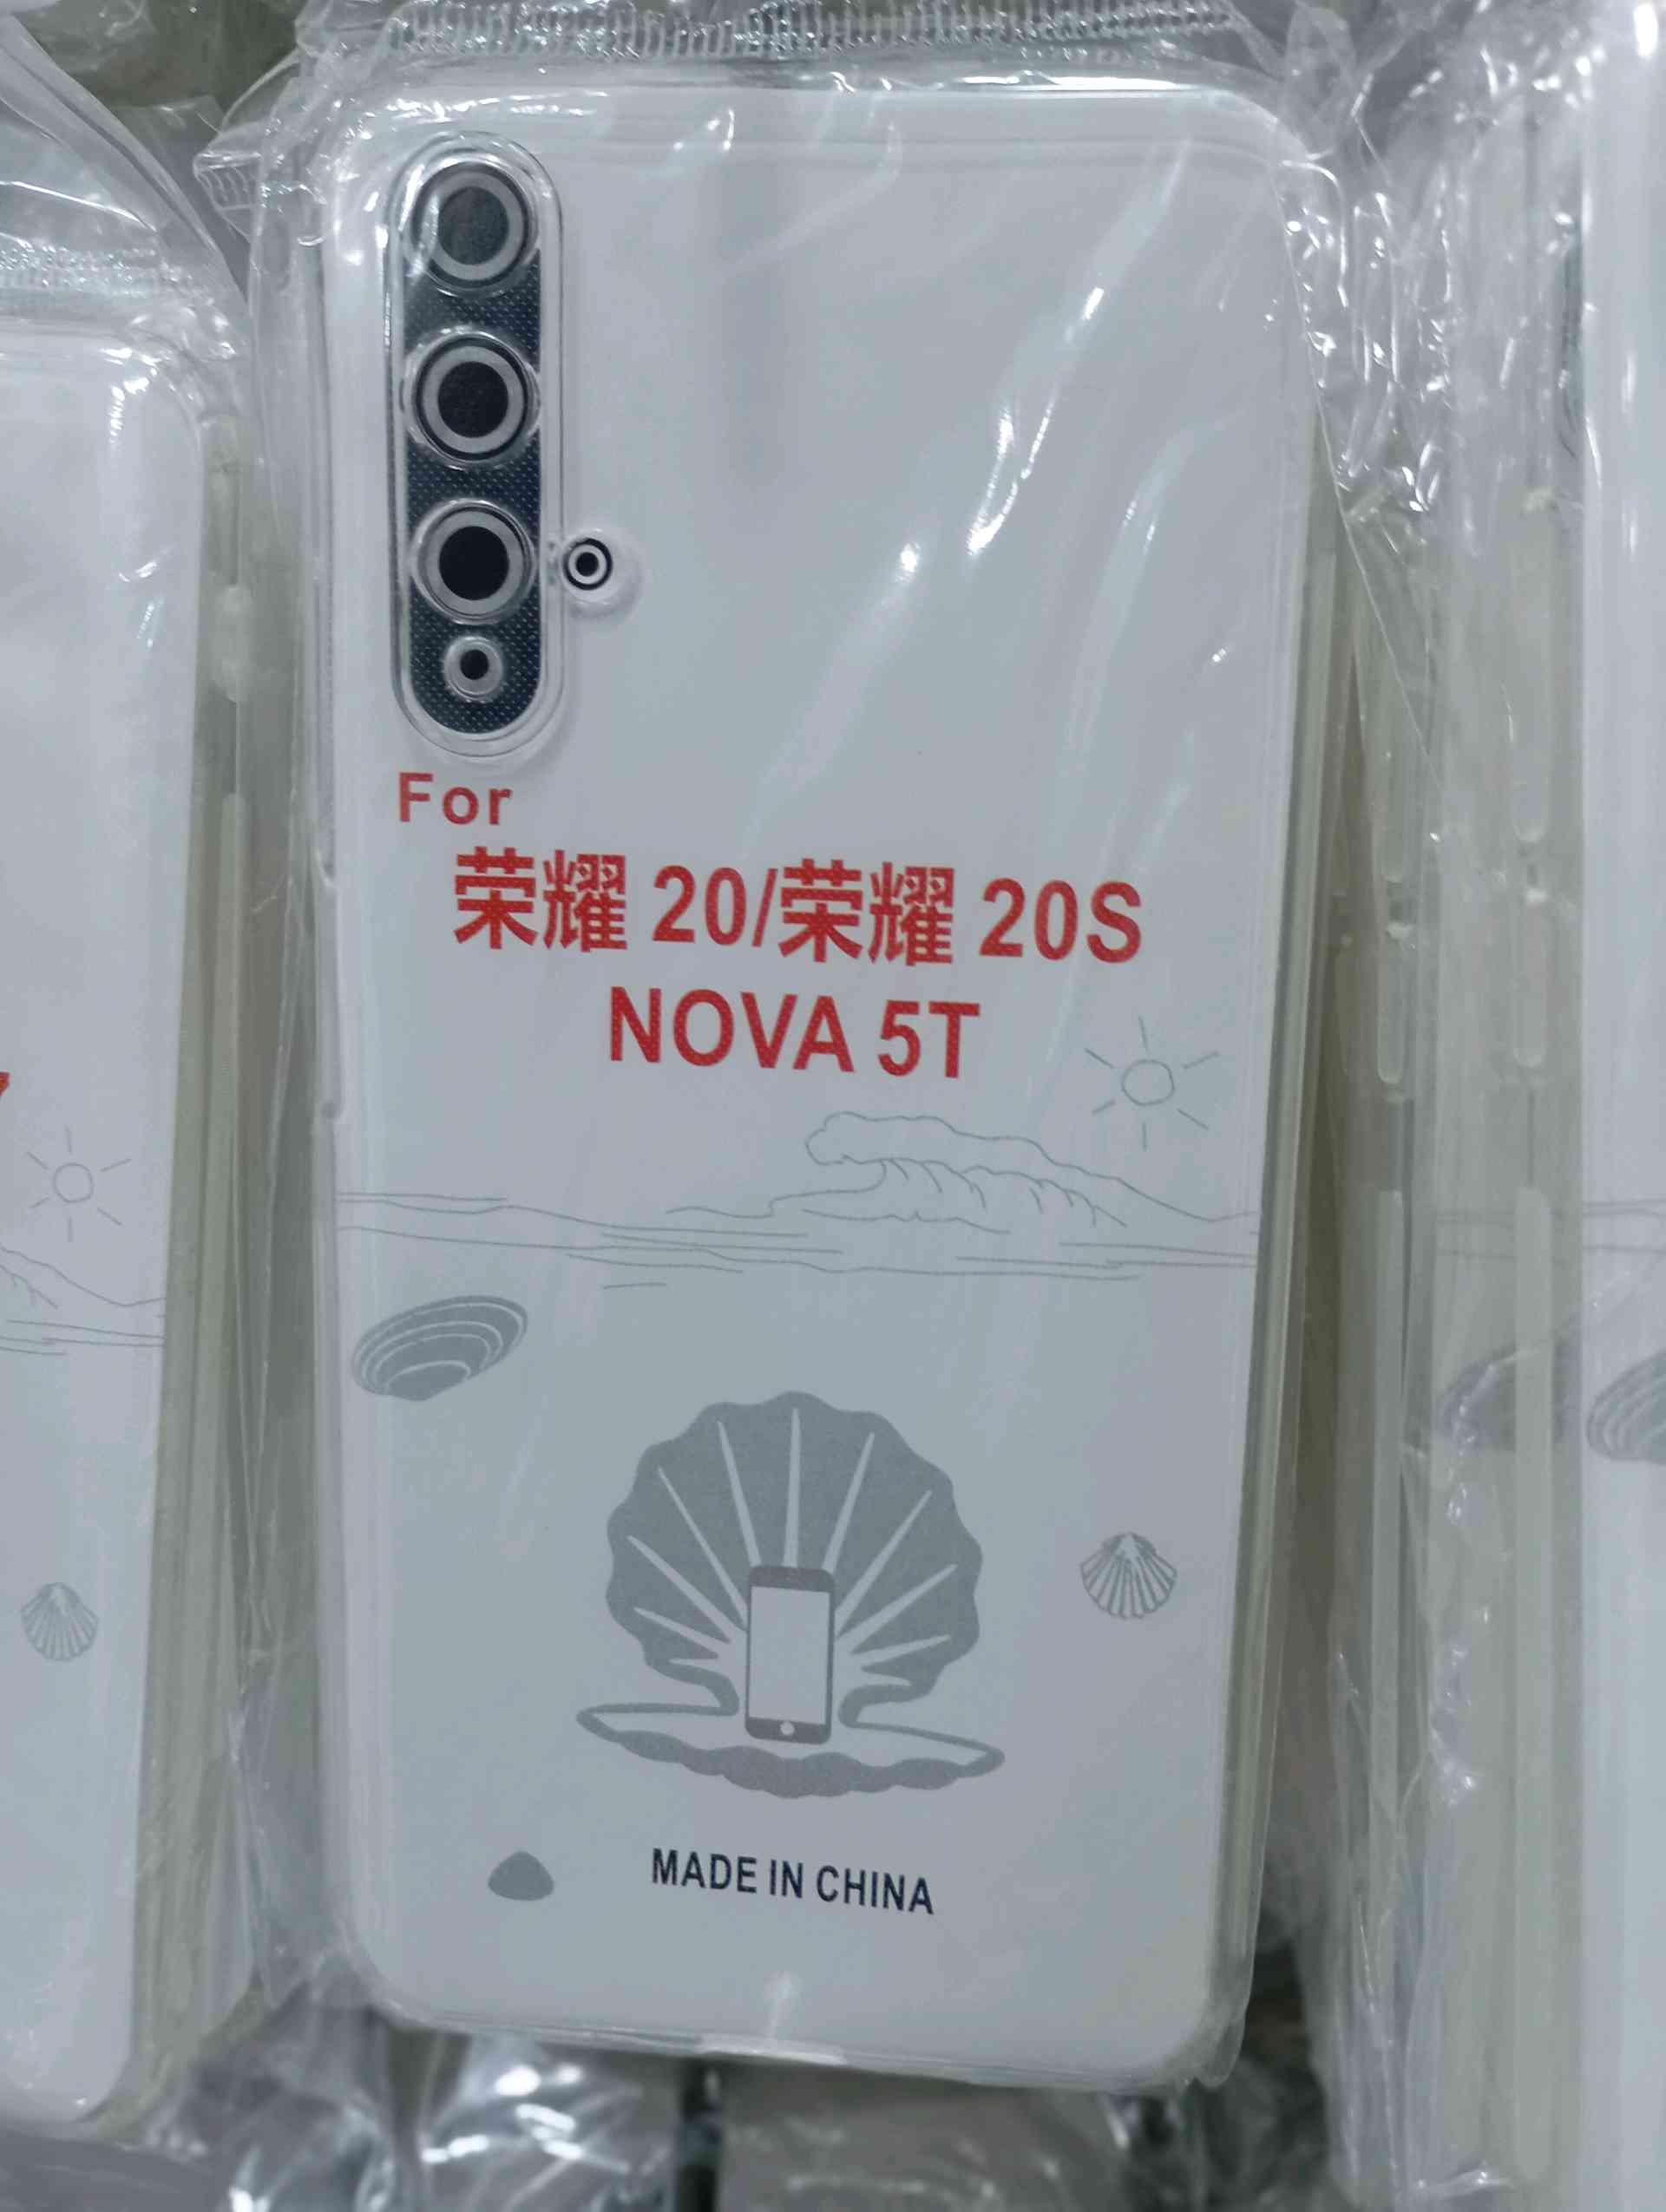 For
荣耀 20/荣耀 20S
NOVA 5T
MADE IN CHINA